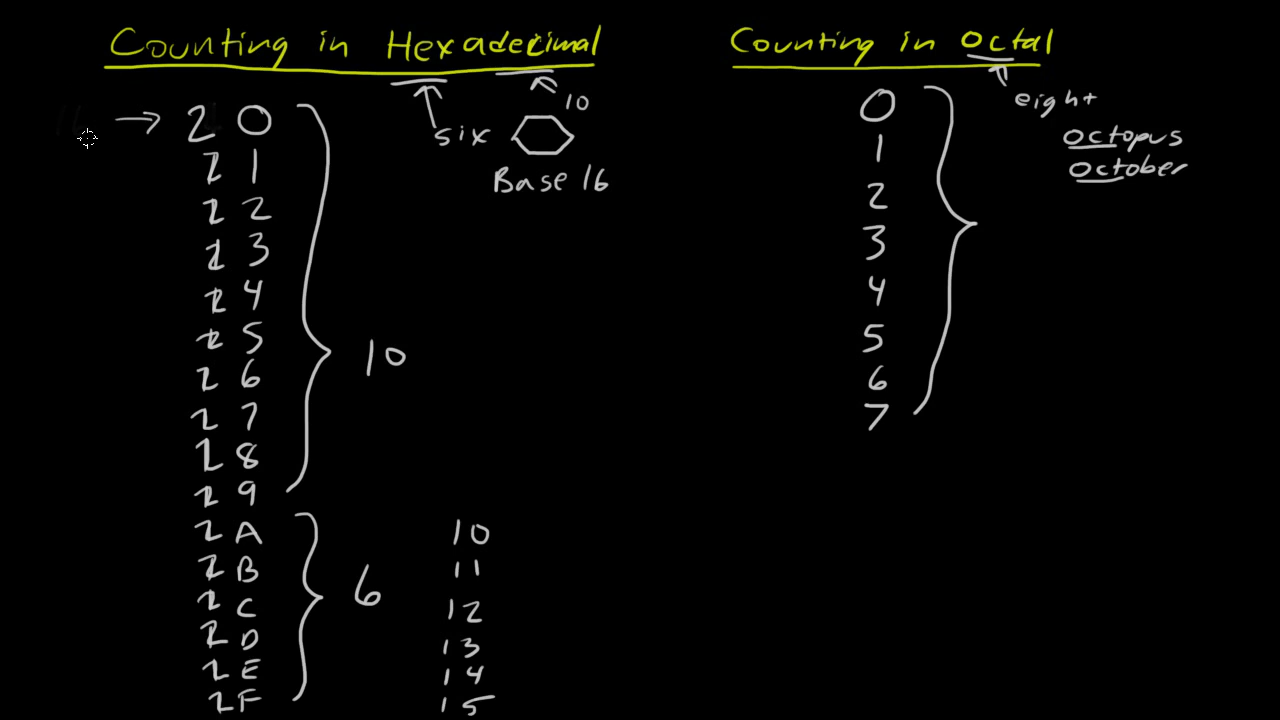 Counting in Hexadecimal
six
10
Base 16
2 0
2 1
2 2
2 3
2 4
2 5
2 6
2 7
2 8
2 9
10
2 A
2 B
2 C
2 D
2 E
2 F
6
10
11
12
13
14
15
Counting in Octal
eight
Octopus
October
0
1
2
3
4
5
6
7